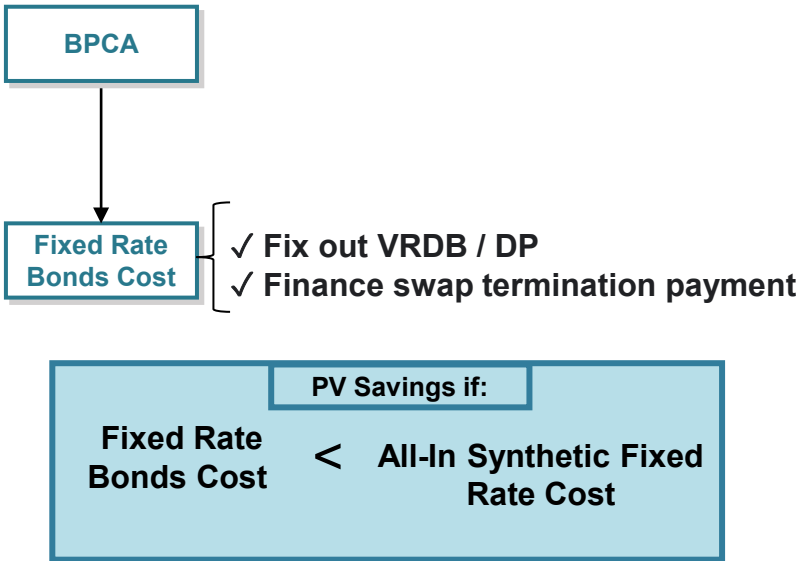 BPCA
Fixed Rate
Bonds Cost
✓ Fix out VRDB / DP
✓ Finance swap termination payment
PV Savings if:
Fixed Rate
Bonds Cost
<
All-In Synthetic Fixed
Rate Cost